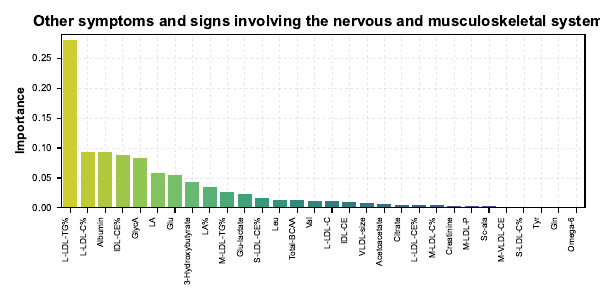 Other symptoms and signs involving the nervous and musculoskeletal system
Importance
0.25
0.20
0.15
0.10
0.05
0.00
L-LDL-TG%
L-LDL-C%
Albumin
IDL-CE%
GlycA
LA
Glu
3-Hydroxybutyrate
LA%
M-LDL-TG%
Glu-lactate
S-LDL-CE%
Leu
Total-BCAA
Val
L-LDL-C
IDL-CE
VLDL-size
Acetoacetate
Citrate
L-LDL-CE%
M-LDL-C%
Creatinine
M-LDL-P
Sc-ala
M-VLDL-CE
S-LDL-C%
Tyr
Gln
Omega-6